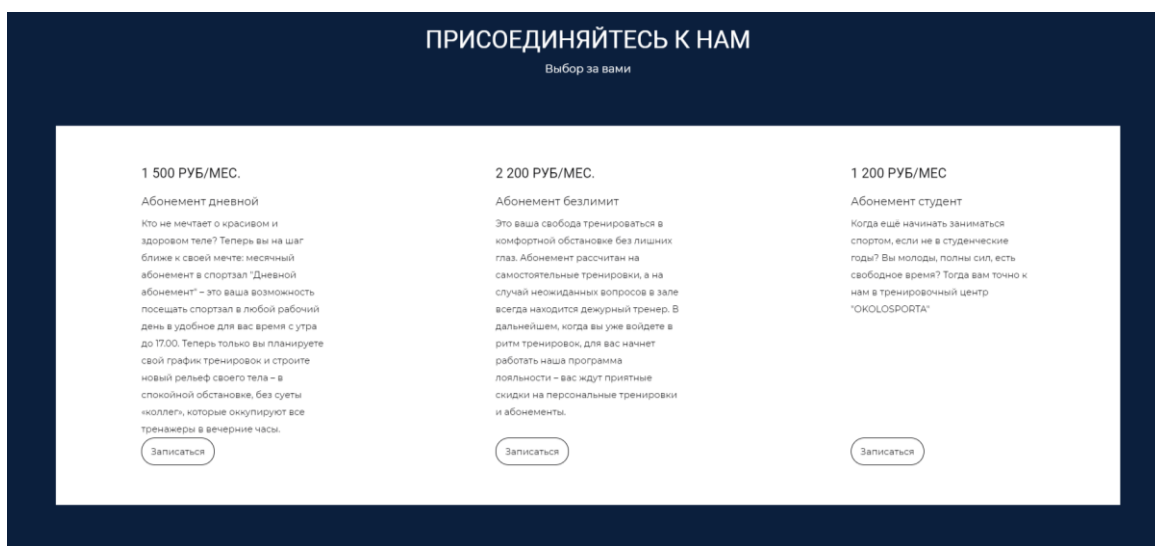 ПРИСОЕДИНЯЙТЕСЬ К НАМ
Выбор за вами
1 500 РУБ/МЕС.
Абонемент дневной
Кто не мечтает о красивом и
здоровом теле? Теперь вы на шаг
ближе к своей мечте: месячный
абонемент в спортзал "Дневной
абонемент" – это ваша возможность
посещать спортзал в любой рабочий
день в удобное для вас время с утра
до 17.00. Теперь только вы планируете
свой график тренировок и строите
новый рельеф своего тела – в
спокойной обстановке, без суеты
«коллег», которые оккупируют все
тренажеры в вечерние часы.
Записаться
2 200 РУБ/МЕС.
Абонемент безлимит
Это ваша свобода тренироваться в
комфортной обстановке без лишних
глаз. Абонемент рассчитан на
самостоятельные тренировки, а на
случай неожиданных вопросов в зале
всегда находится дежурный тренер. В
дальнейшем, когда вы уже войдете в
ритм тренировок, для вас начнет
работать наша программа
лояльности – вас ждут приятные
скидки на персональные тренировки
и абонементы.
Записаться
1 200 РУБ/МЕС
Абонемент студент
Когда ещё начинать заниматься
спортом, если не в студенческие
годы? Вы молоды, полны сил, есть
свободное время? Тогда вам точно к
нам в тренировочный центр
"OKOLOSPORTA"
Записаться